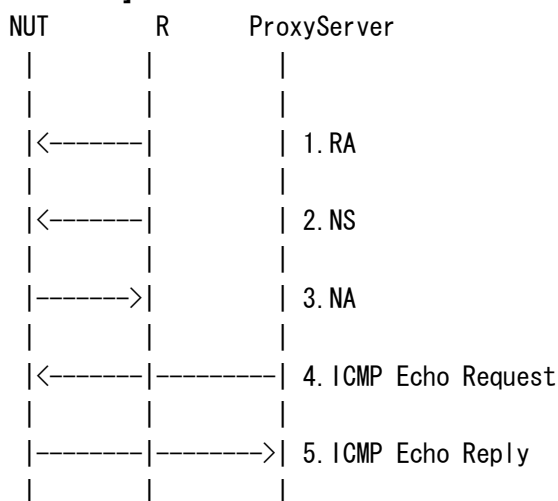 NUT R ProxyServer
| | |
| | |
|<-------| | 1.RA
| | |
|<-------| | 2.NS
| | |
|------->| | 3.NA
| | |
|<-------|---------| 4.ICMP Echo Request
| | |
|--------|-------->| 5.ICMP Echo Reply
| | |